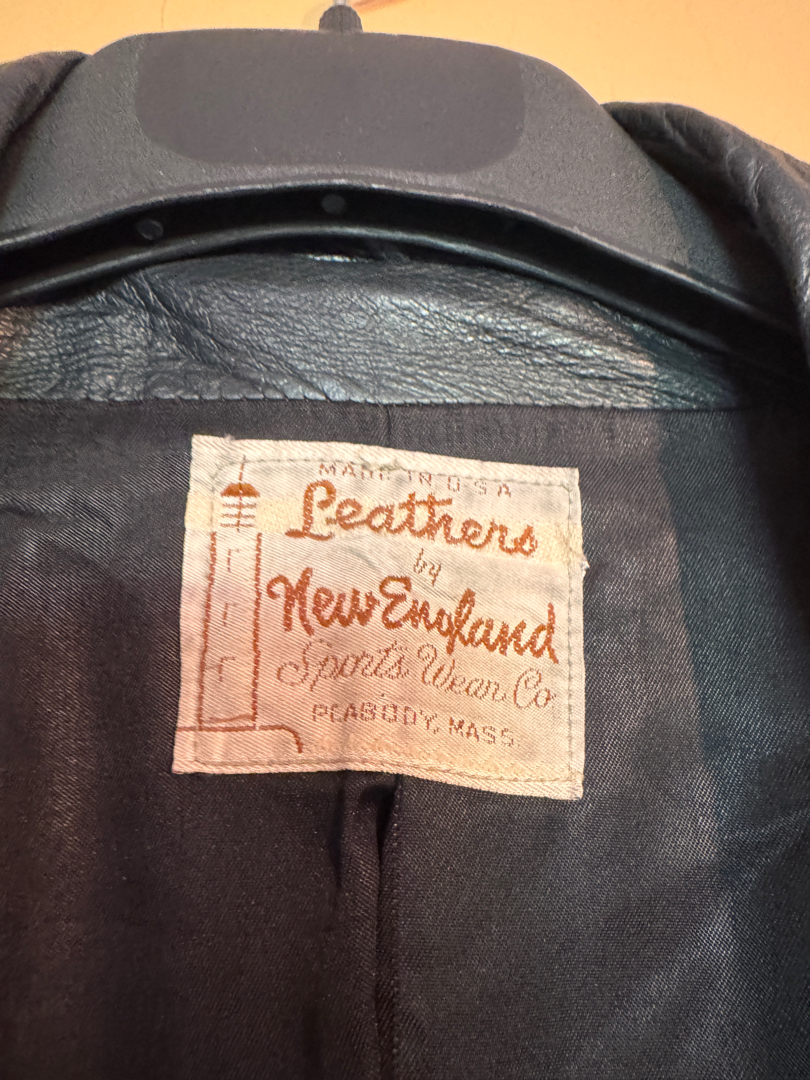 MADE IN U S A
Leathers
by
New England
Sports Wear Co
PEABODY, MASS.